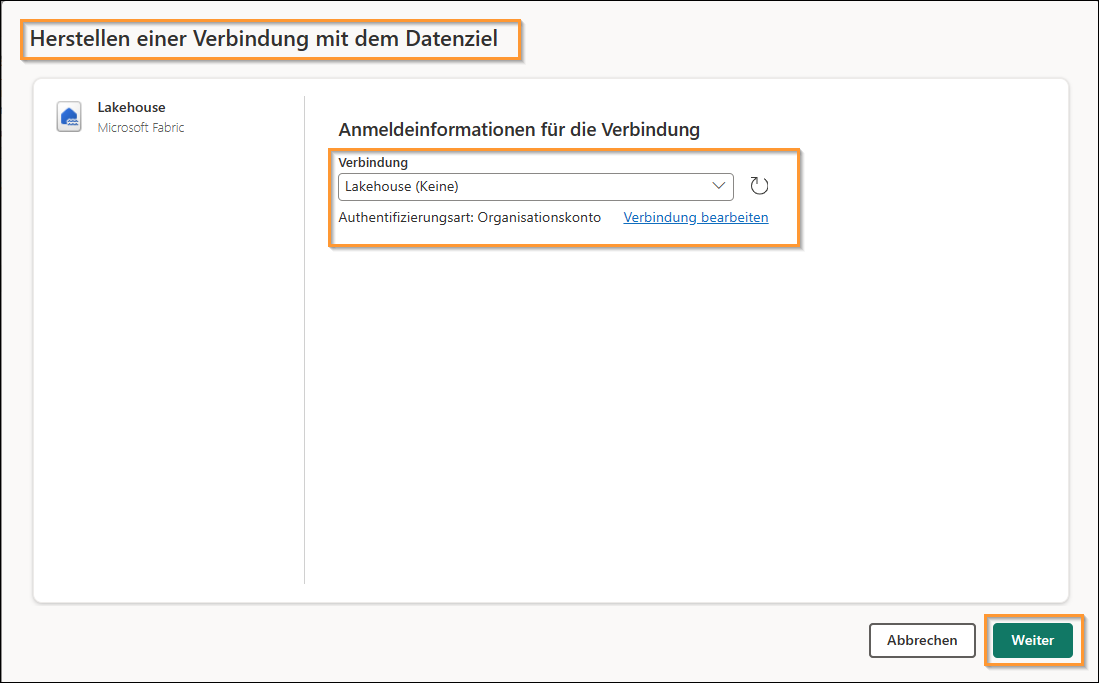 Herstellen einer Verbindung mit dem Datenziel
Lakehouse
Microsoft Fabric
Anmeldeinformationen für die Verbindung
Verbindung
Lakehouse (Keine)
Authentifizierungsart: Organisationskonto Verbindung bearbeiten
Abbrechen Weiter